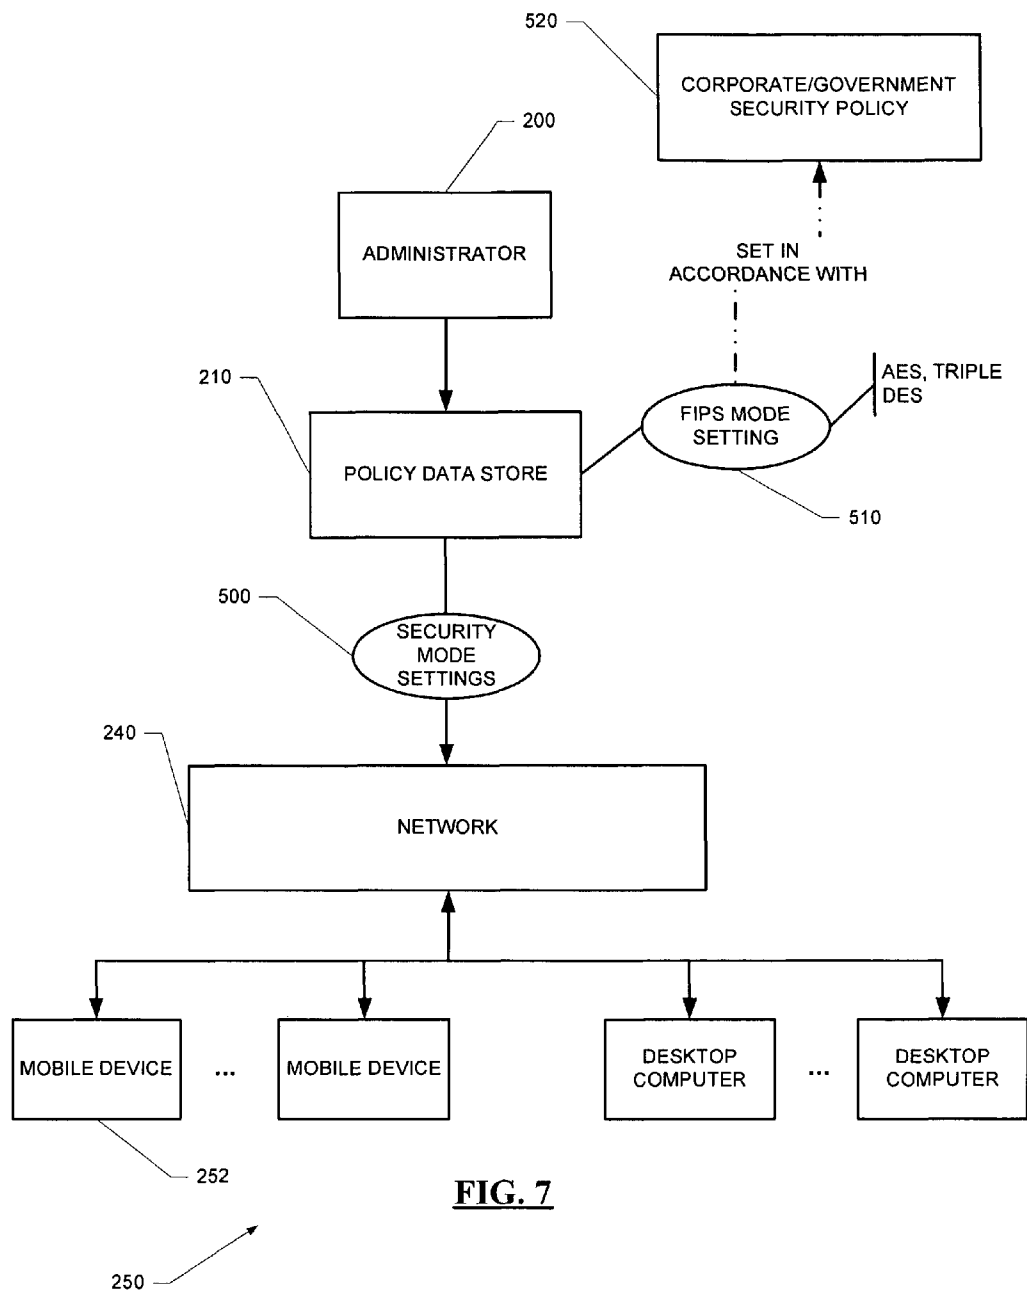 520
CORPORATE/GOVERNMENT
SECURITY POLICY
200
ADMINISTRATOR
SET IN
ACCORDANCE WITH
210
POLICY DATA STORE
FIPS MODE
SETTING
AES, TRIPLE
DES
510
500
SECURITY
MODE
SETTINGS
240
NETWORK
MOBILE DEVICE
...
MOBILE DEVICE
DESKTOP
COMPUTER
...
DESKTOP
COMPUTER
252
FIG. 7
250